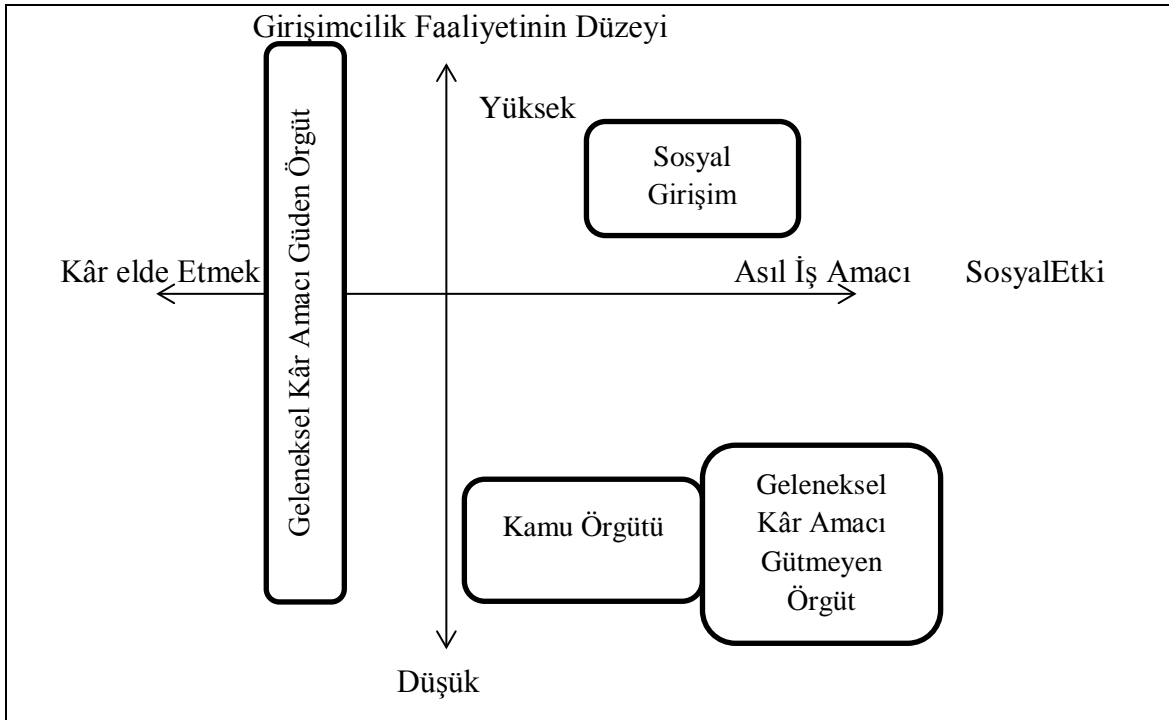 Girişimcilik Faaliyetinin Düzeyi
Yüksek
Geleneksel Kâr Amacı Güden Örgüt
Sosyal
Girişim
Kâr elde Etmek
Asıl İş Amacı
SosyalEtki
Kamu Örgütü
Geleneksel
Kâr Amacı
Gütmeyen
Örgüt
Düşük